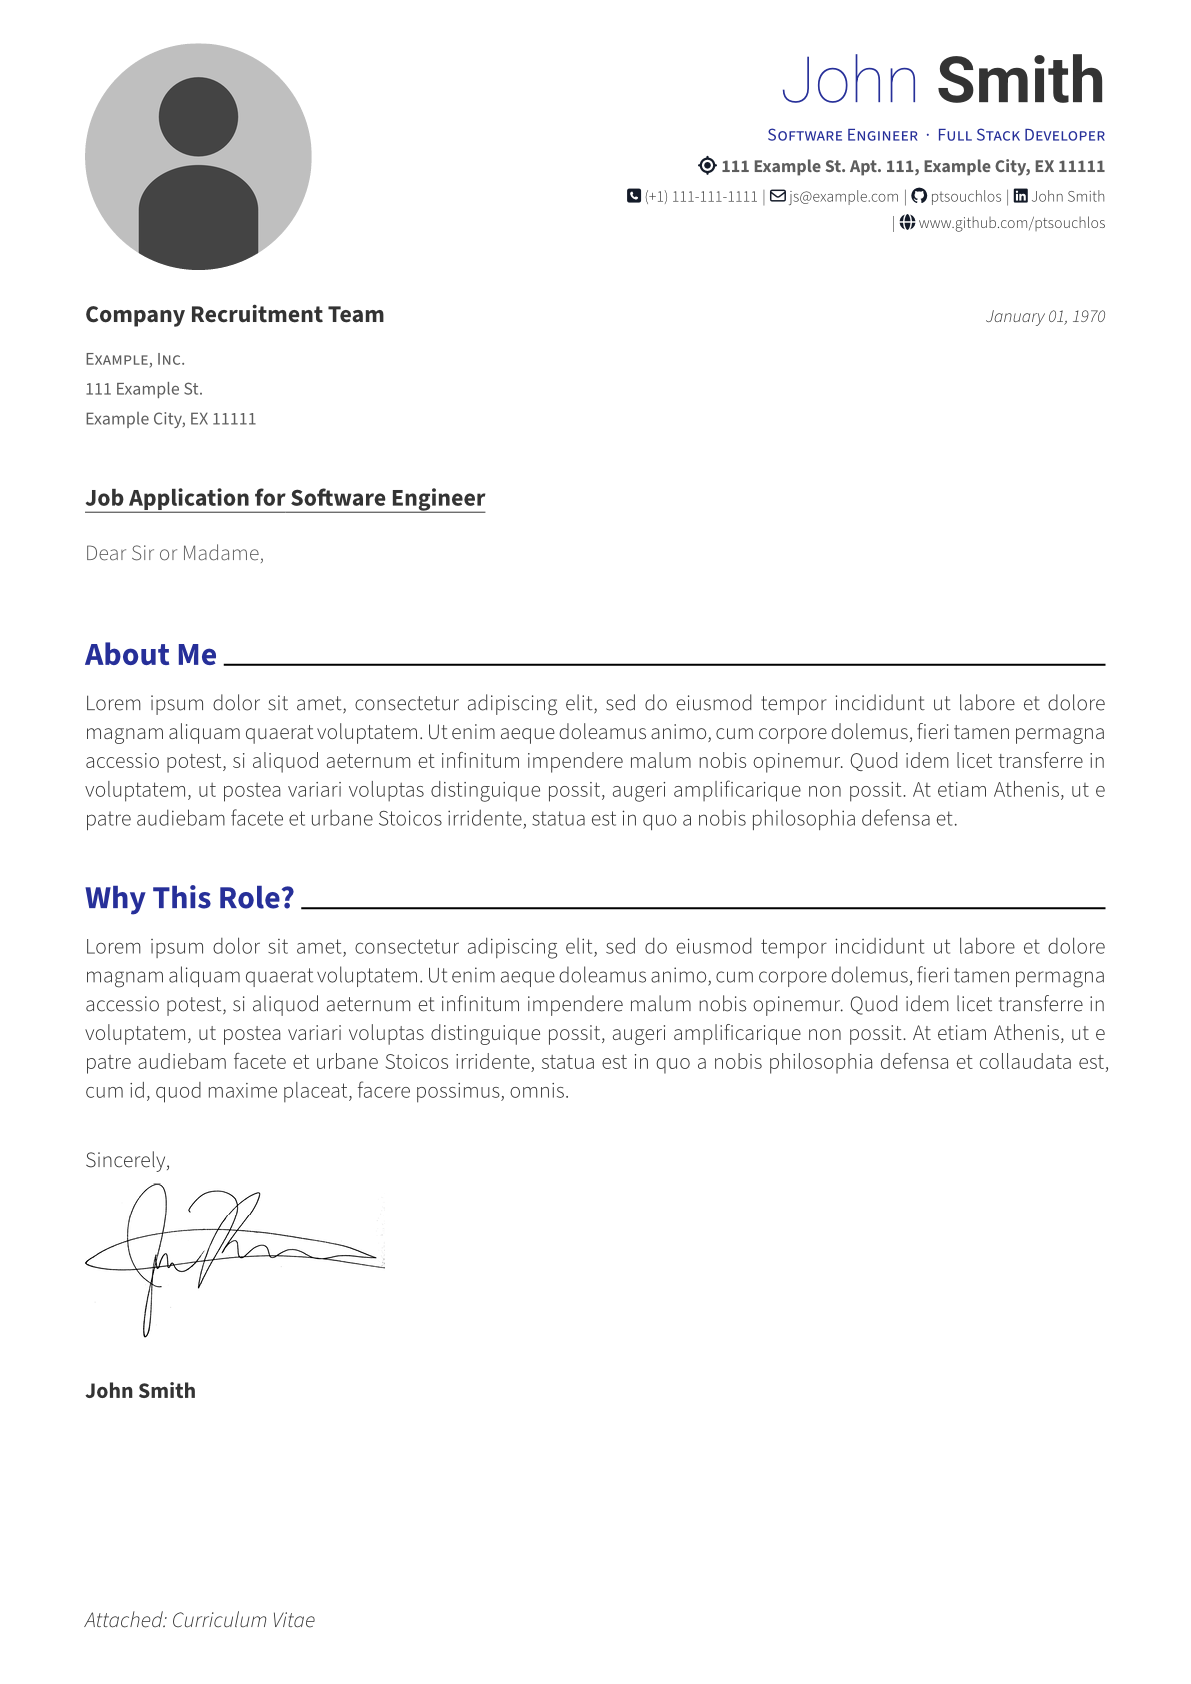 John Smith
Software Engineer · Full Stack Developer
111 Example St. Apt. 111, Example City, EX 11111
(+1) 111-111-1111 | js@example.com | ptsouchlos | John Smith
| www.github.com/ptsouchlos
Company Recruitment Team
January 01, 1970
Example, Inc.
111 Example St.
Example City, EX 11111
Job Application for Software Engineer
Dear Sir or Madame,
About Me
Lorem ipsum dolor sit amet, consectetur adipiscing elit, sed do eiusmod tempor incididunt ut labore et dolore
magnam aliquam quaerat voluptatem. Ut enim aeque doleamus animo, cum corpore dolemus, fieri tamen permagna
accessio potest, si aliquod aeternum et infinitum impendere malum nobis opinemur. Quod idem licet transferre in
voluptatem, ut postea variari voluptas distinguique possit, augeri amplificarique non possit. At etiam Athenis, ut e
patre audiebam facete et urbane Stoicos irridente, statua est in quo a nobis philosophia defensa et.
Why This Role?
Lorem ipsum dolor sit amet, consectetur adipiscing elit, sed do eiusmod tempor incididunt ut labore et dolore
magnam aliquam quaerat voluptatem. Ut enim aeque doleamus animo, cum corpore dolemus, fieri tamen permagna
accessio potest, si aliquod aeternum et infinitum impendere malum nobis opinemur. Quod idem licet transferre in
voluptatem, ut postea variari voluptas distinguique possit, augeri amplificarique non possit. At etiam Athenis, ut e
patre audiebam facete et urbane Stoicos irridente, statua est in quo a nobis philosophia defensa et collaudata est,
cum id, quod maxime placeat, facere possimus, omnis.
Sincerely,
John Smith
Attached: Curriculum Vitae